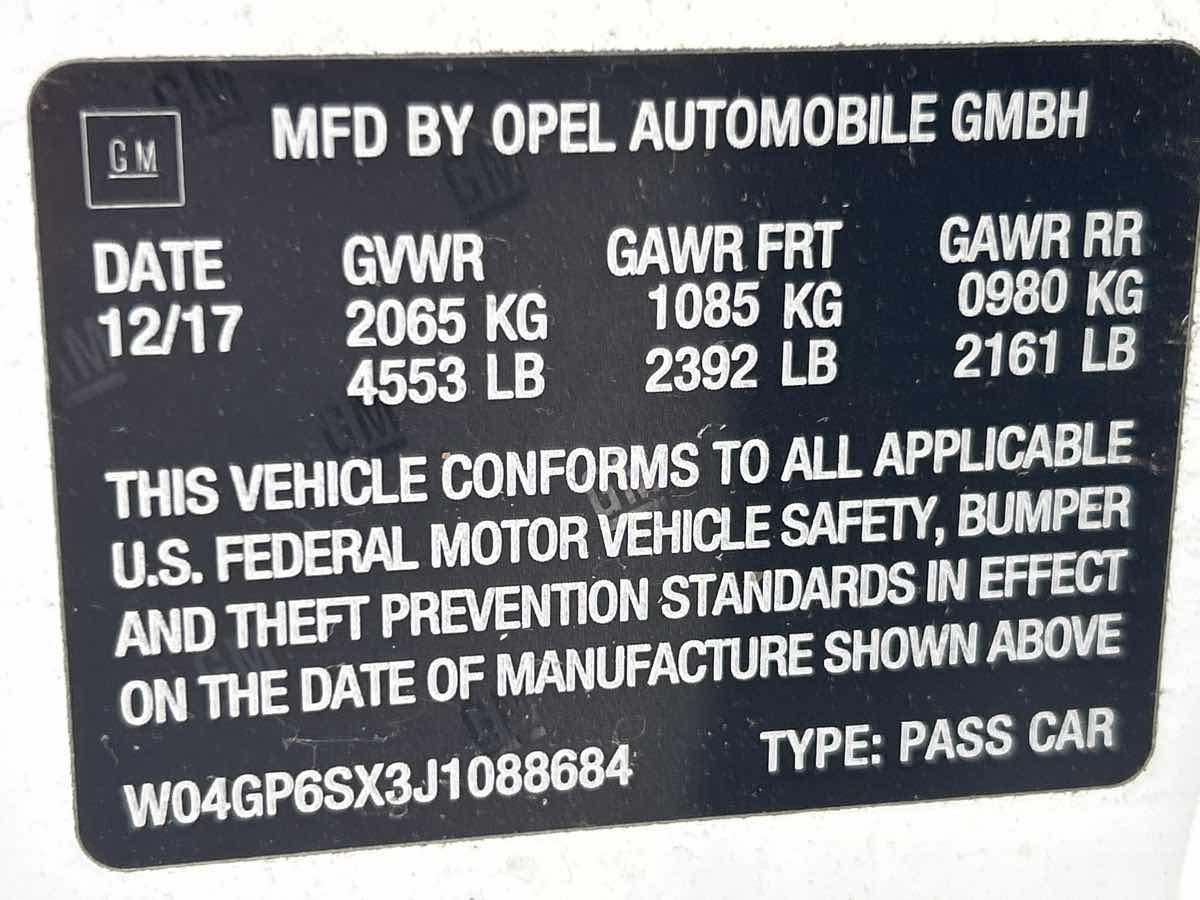 GM
MFD BY OPEL AUTOMOBILE GMBH
DATE GVWR GAWR FRT GAWR RR
12/17 2065 KG 1085 KG 0980 KG
4553 LB 2392 LB 2161 LB
THIS VEHICLE CONFORMS TO ALL APPLICABLE
U.S. FEDERAL MOTOR VEHICLE SAFETY, BUMPER
AND THEFT PREVENTION STANDARDS IN EFFECT
ON THE DATE OF MANUFACTURE SHOWN ABOVE
W04GP6SX3J1088684 TYPE: PASS CAR